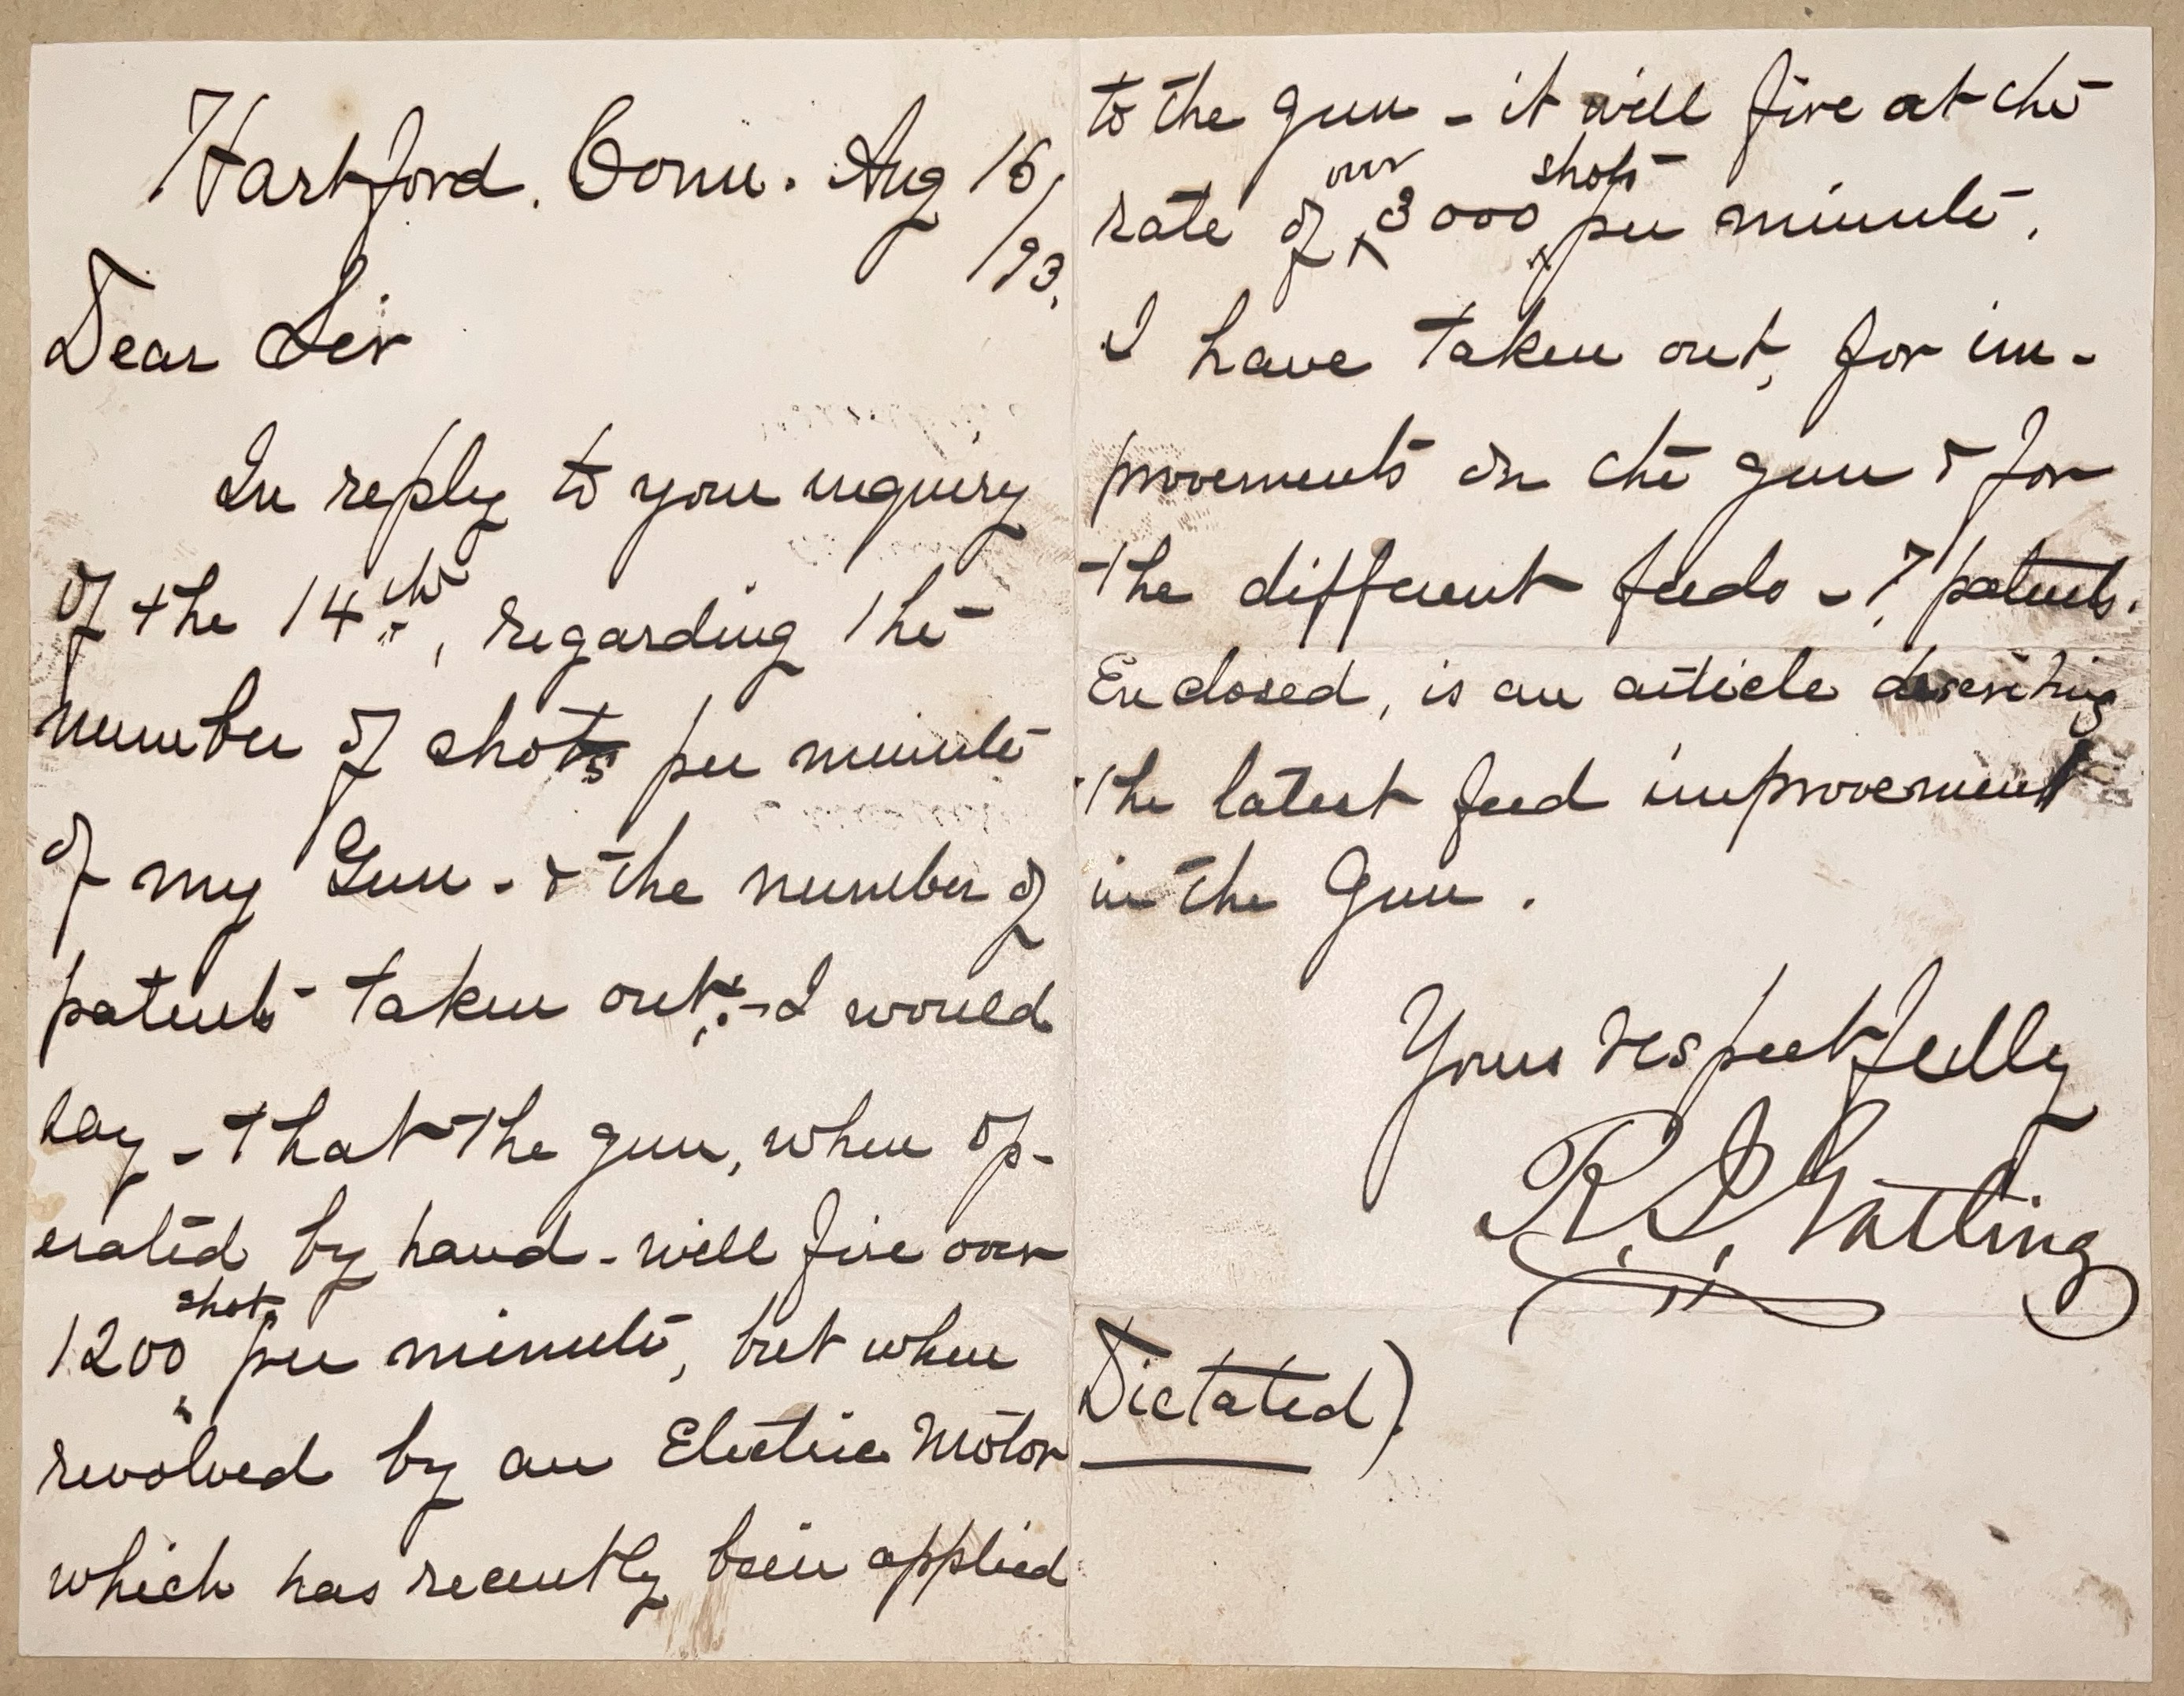 Hartford. Conn. Aug 16,
/93.
Dear Sir
In reply to your inquiry
of the 14th, regarding the
number of shots per minute
of my Gun - & the number of
patents taken out :- I would
say - that the gun, when op-
erated by hand - will fire over
1200 shots per minute, but when
revolved by an Electric Motor
which has recently been applied
to the gun - it will fire at the
rate of over 3000 shots per minute.
I have taken out, for im-
provements in the gun & for
the different feeds - 7 patents.
Enclosed, is an article describing
the latest feed improvement
in the Gun.
Yours respectfully
R. J. Gatling
Dictated)